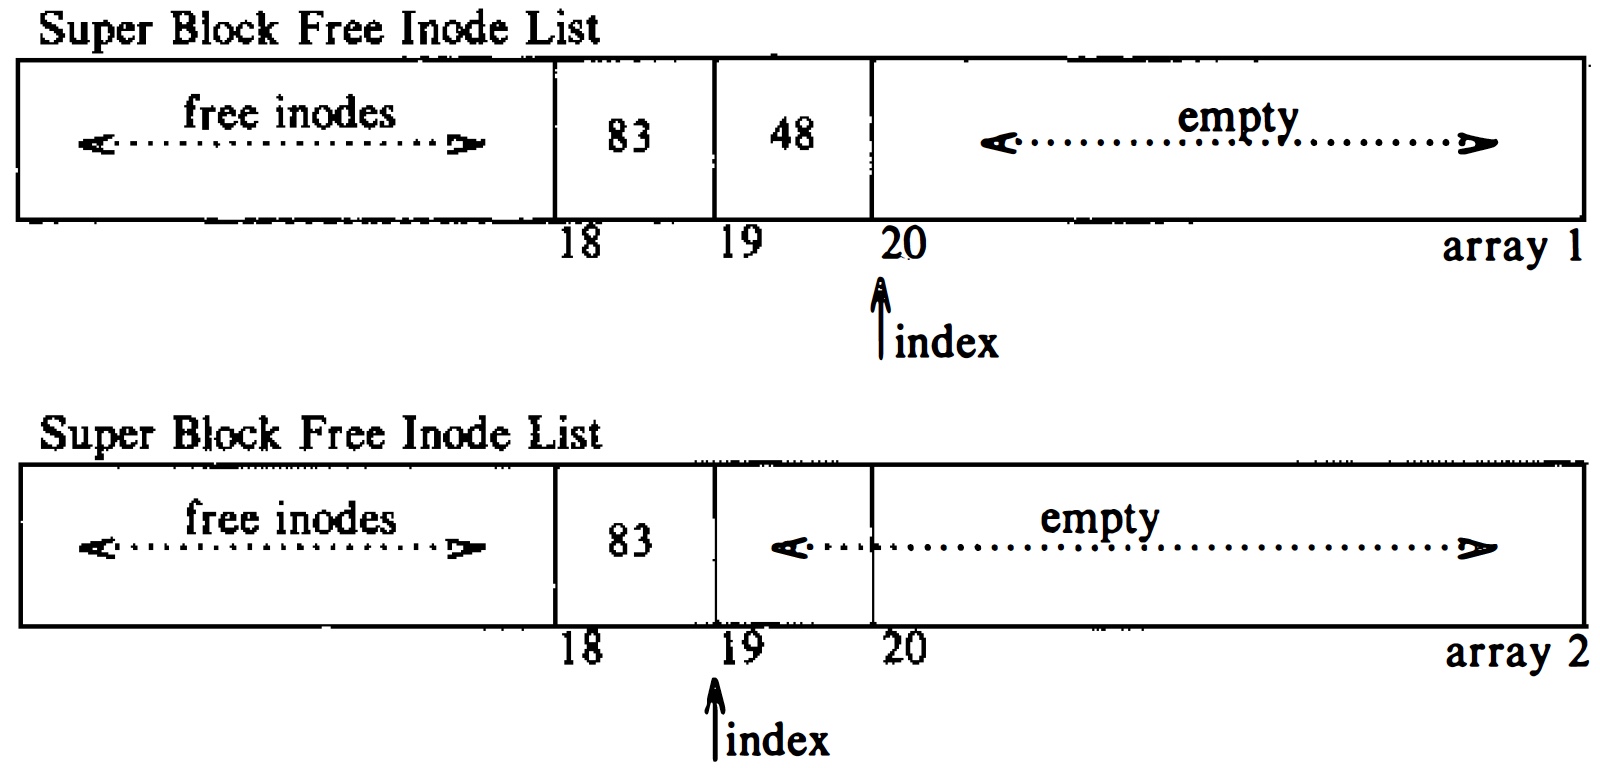 Super Block Free Inode List
free inodes 83 48 empty
18 19 20 array 1
index
Super Block Free Inode List
free inodes 83 empty
18 19 20 array 2
index